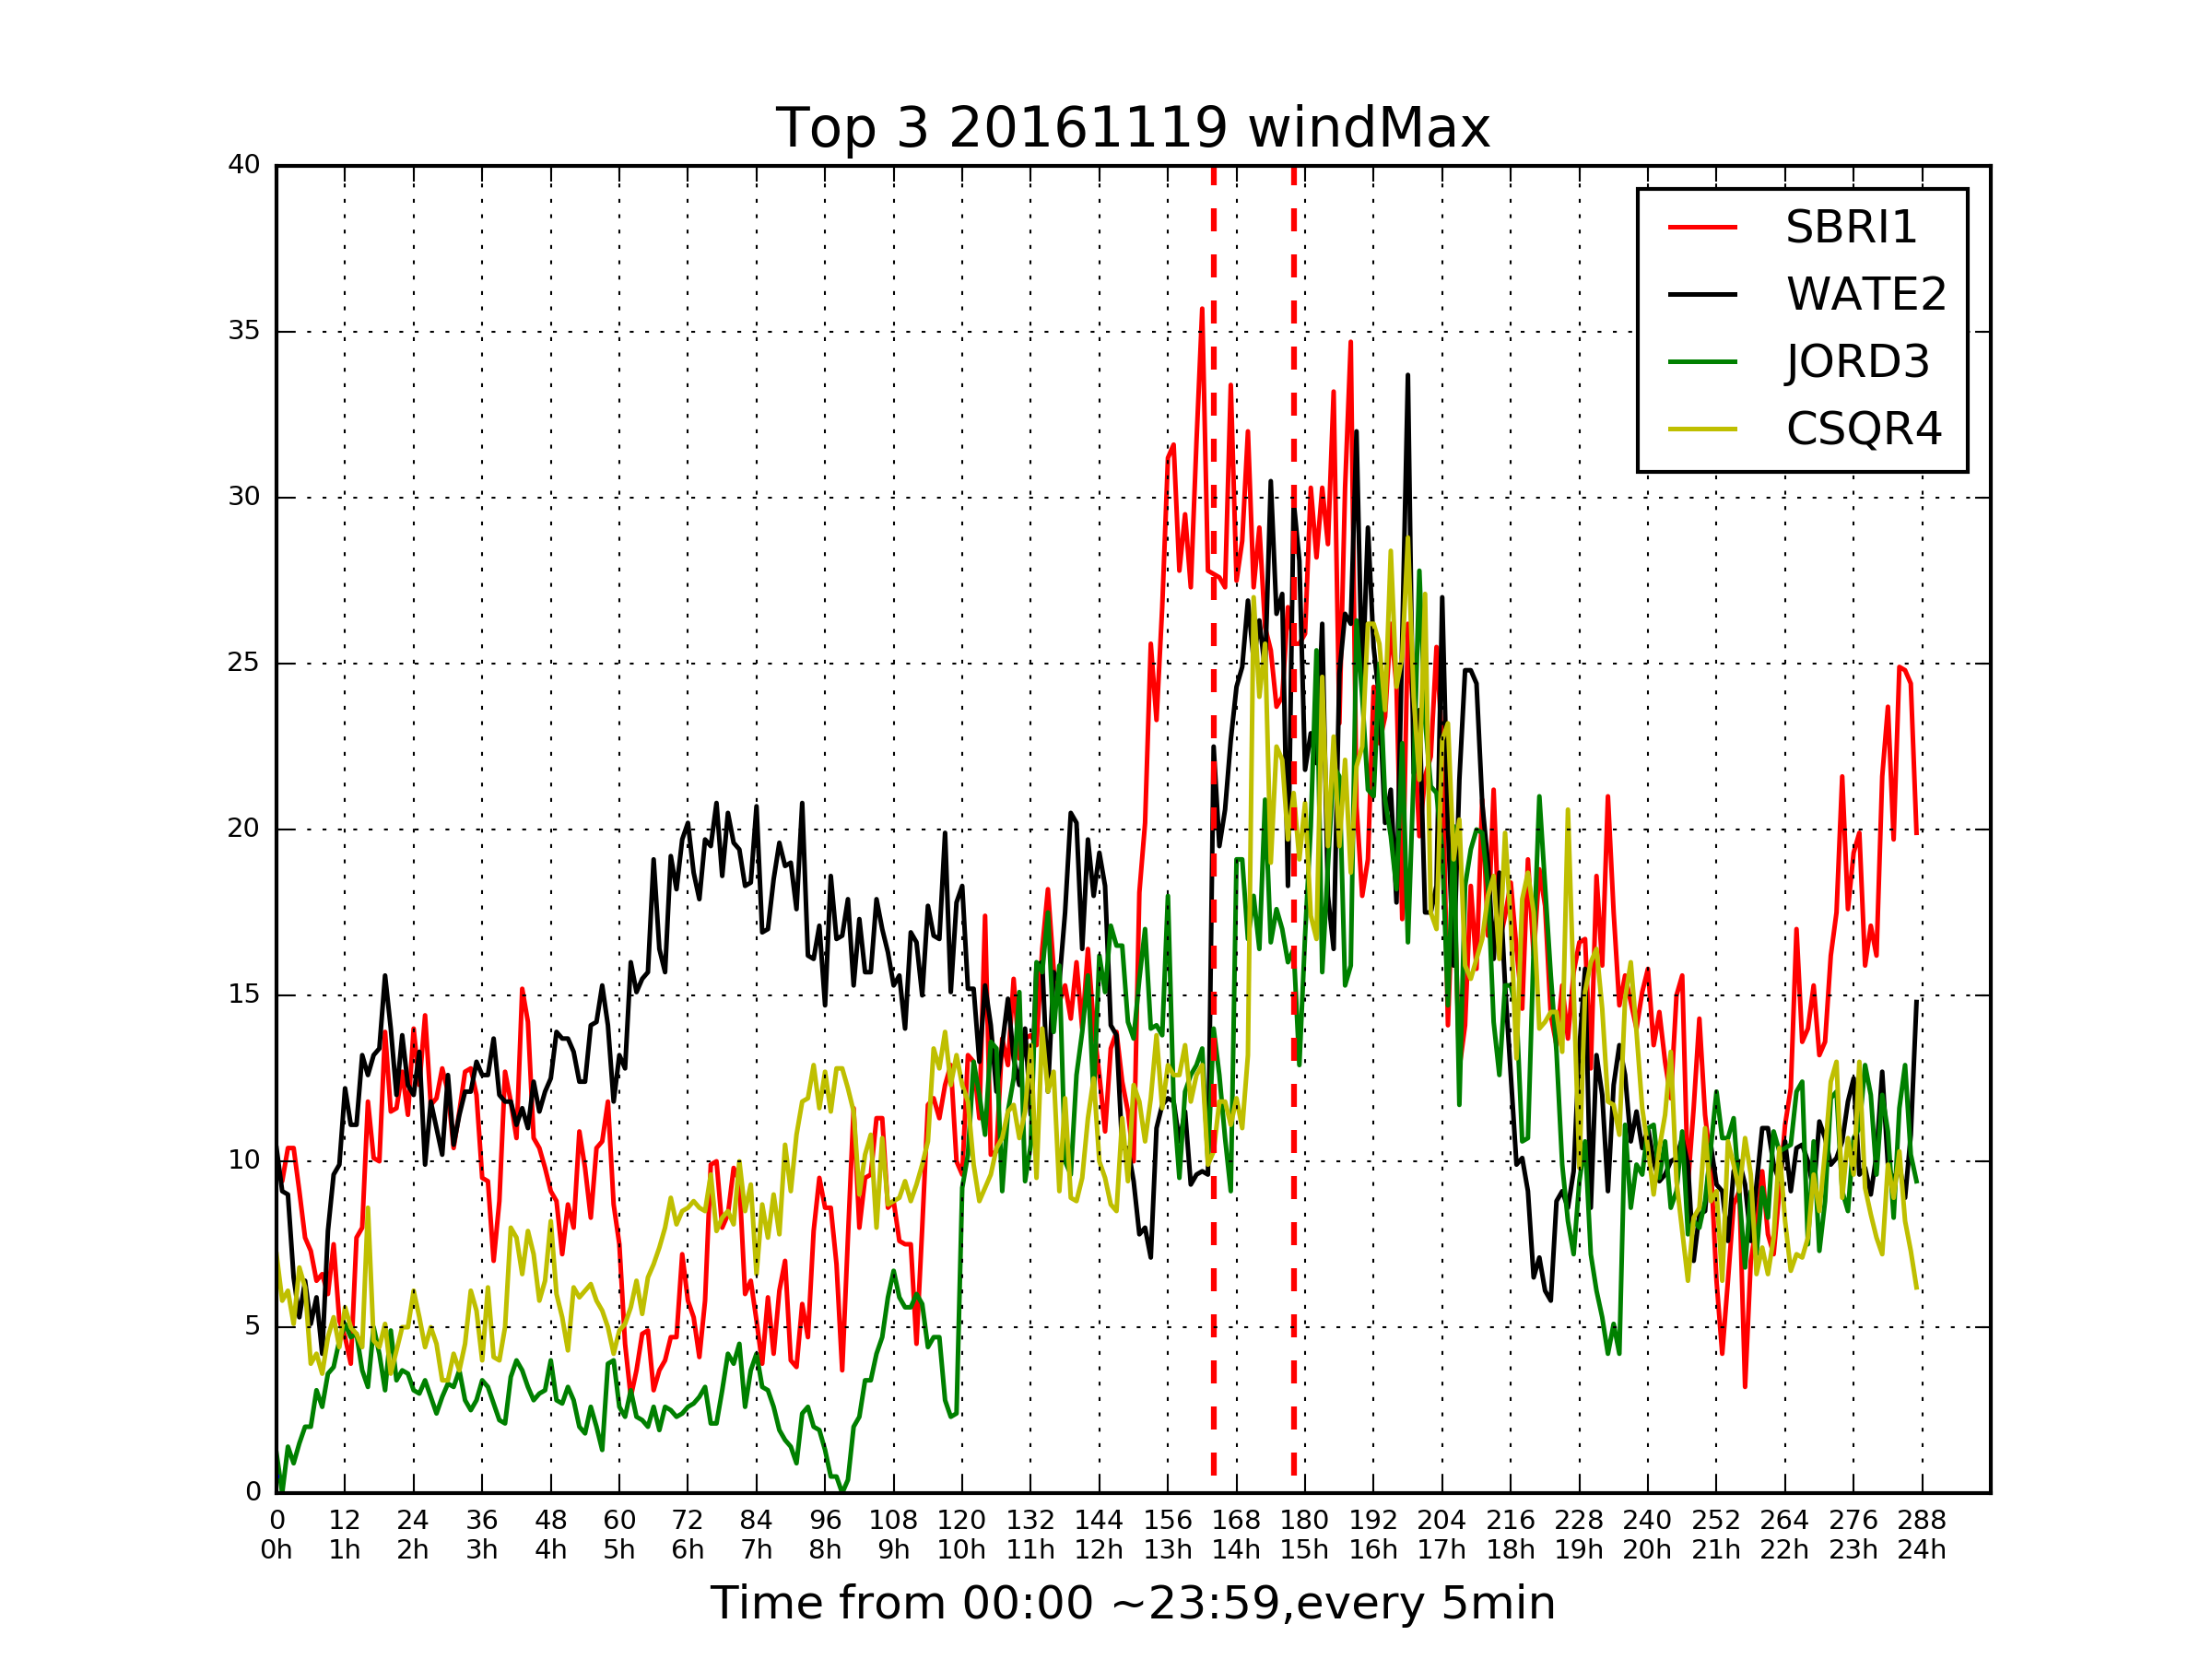 Top 3 20161119 windMax
40
35
30
25
20
15
10
5
0
SBRI1
WATE2
JORD3
CSQR4
0 12 24 36 48 60 72 84 96 108 120 132 144 156 168 180 192 204 216 228 240 252 264 276 288
0h 1h 2h 3h 4h 5h 6h 7h 8h 9h 10h 11h 12h 13h 14h 15h 16h 17h 18h 19h 20h 21h 22h 23h 24h
Time from 00:00 ~23:59,every 5min